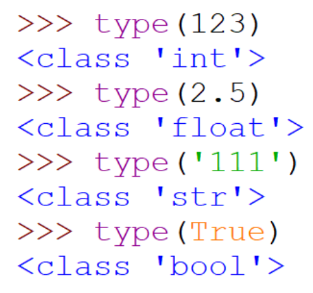 >>> type(123)
<class 'int'>
>>> type(2.5)
<class 'float'>
>>> type('111')
<class 'str'>
>>> type(True)
<class 'bool'>